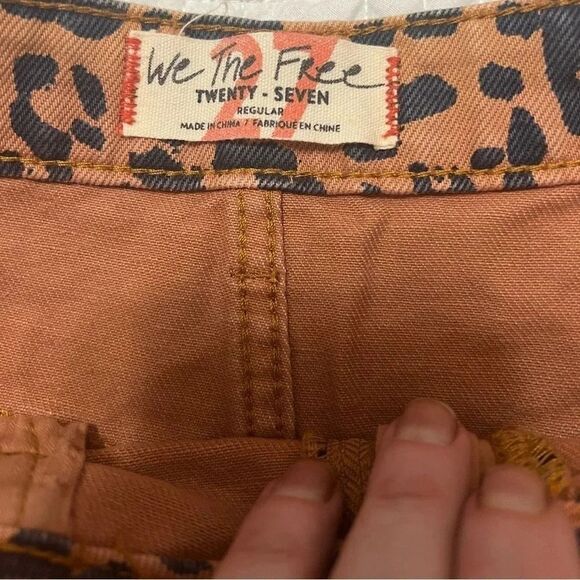 We The Free
27
TWENTY - SEVEN
REGULAR
MADE IN CHINA / FABRIQUÉ EN CHINE